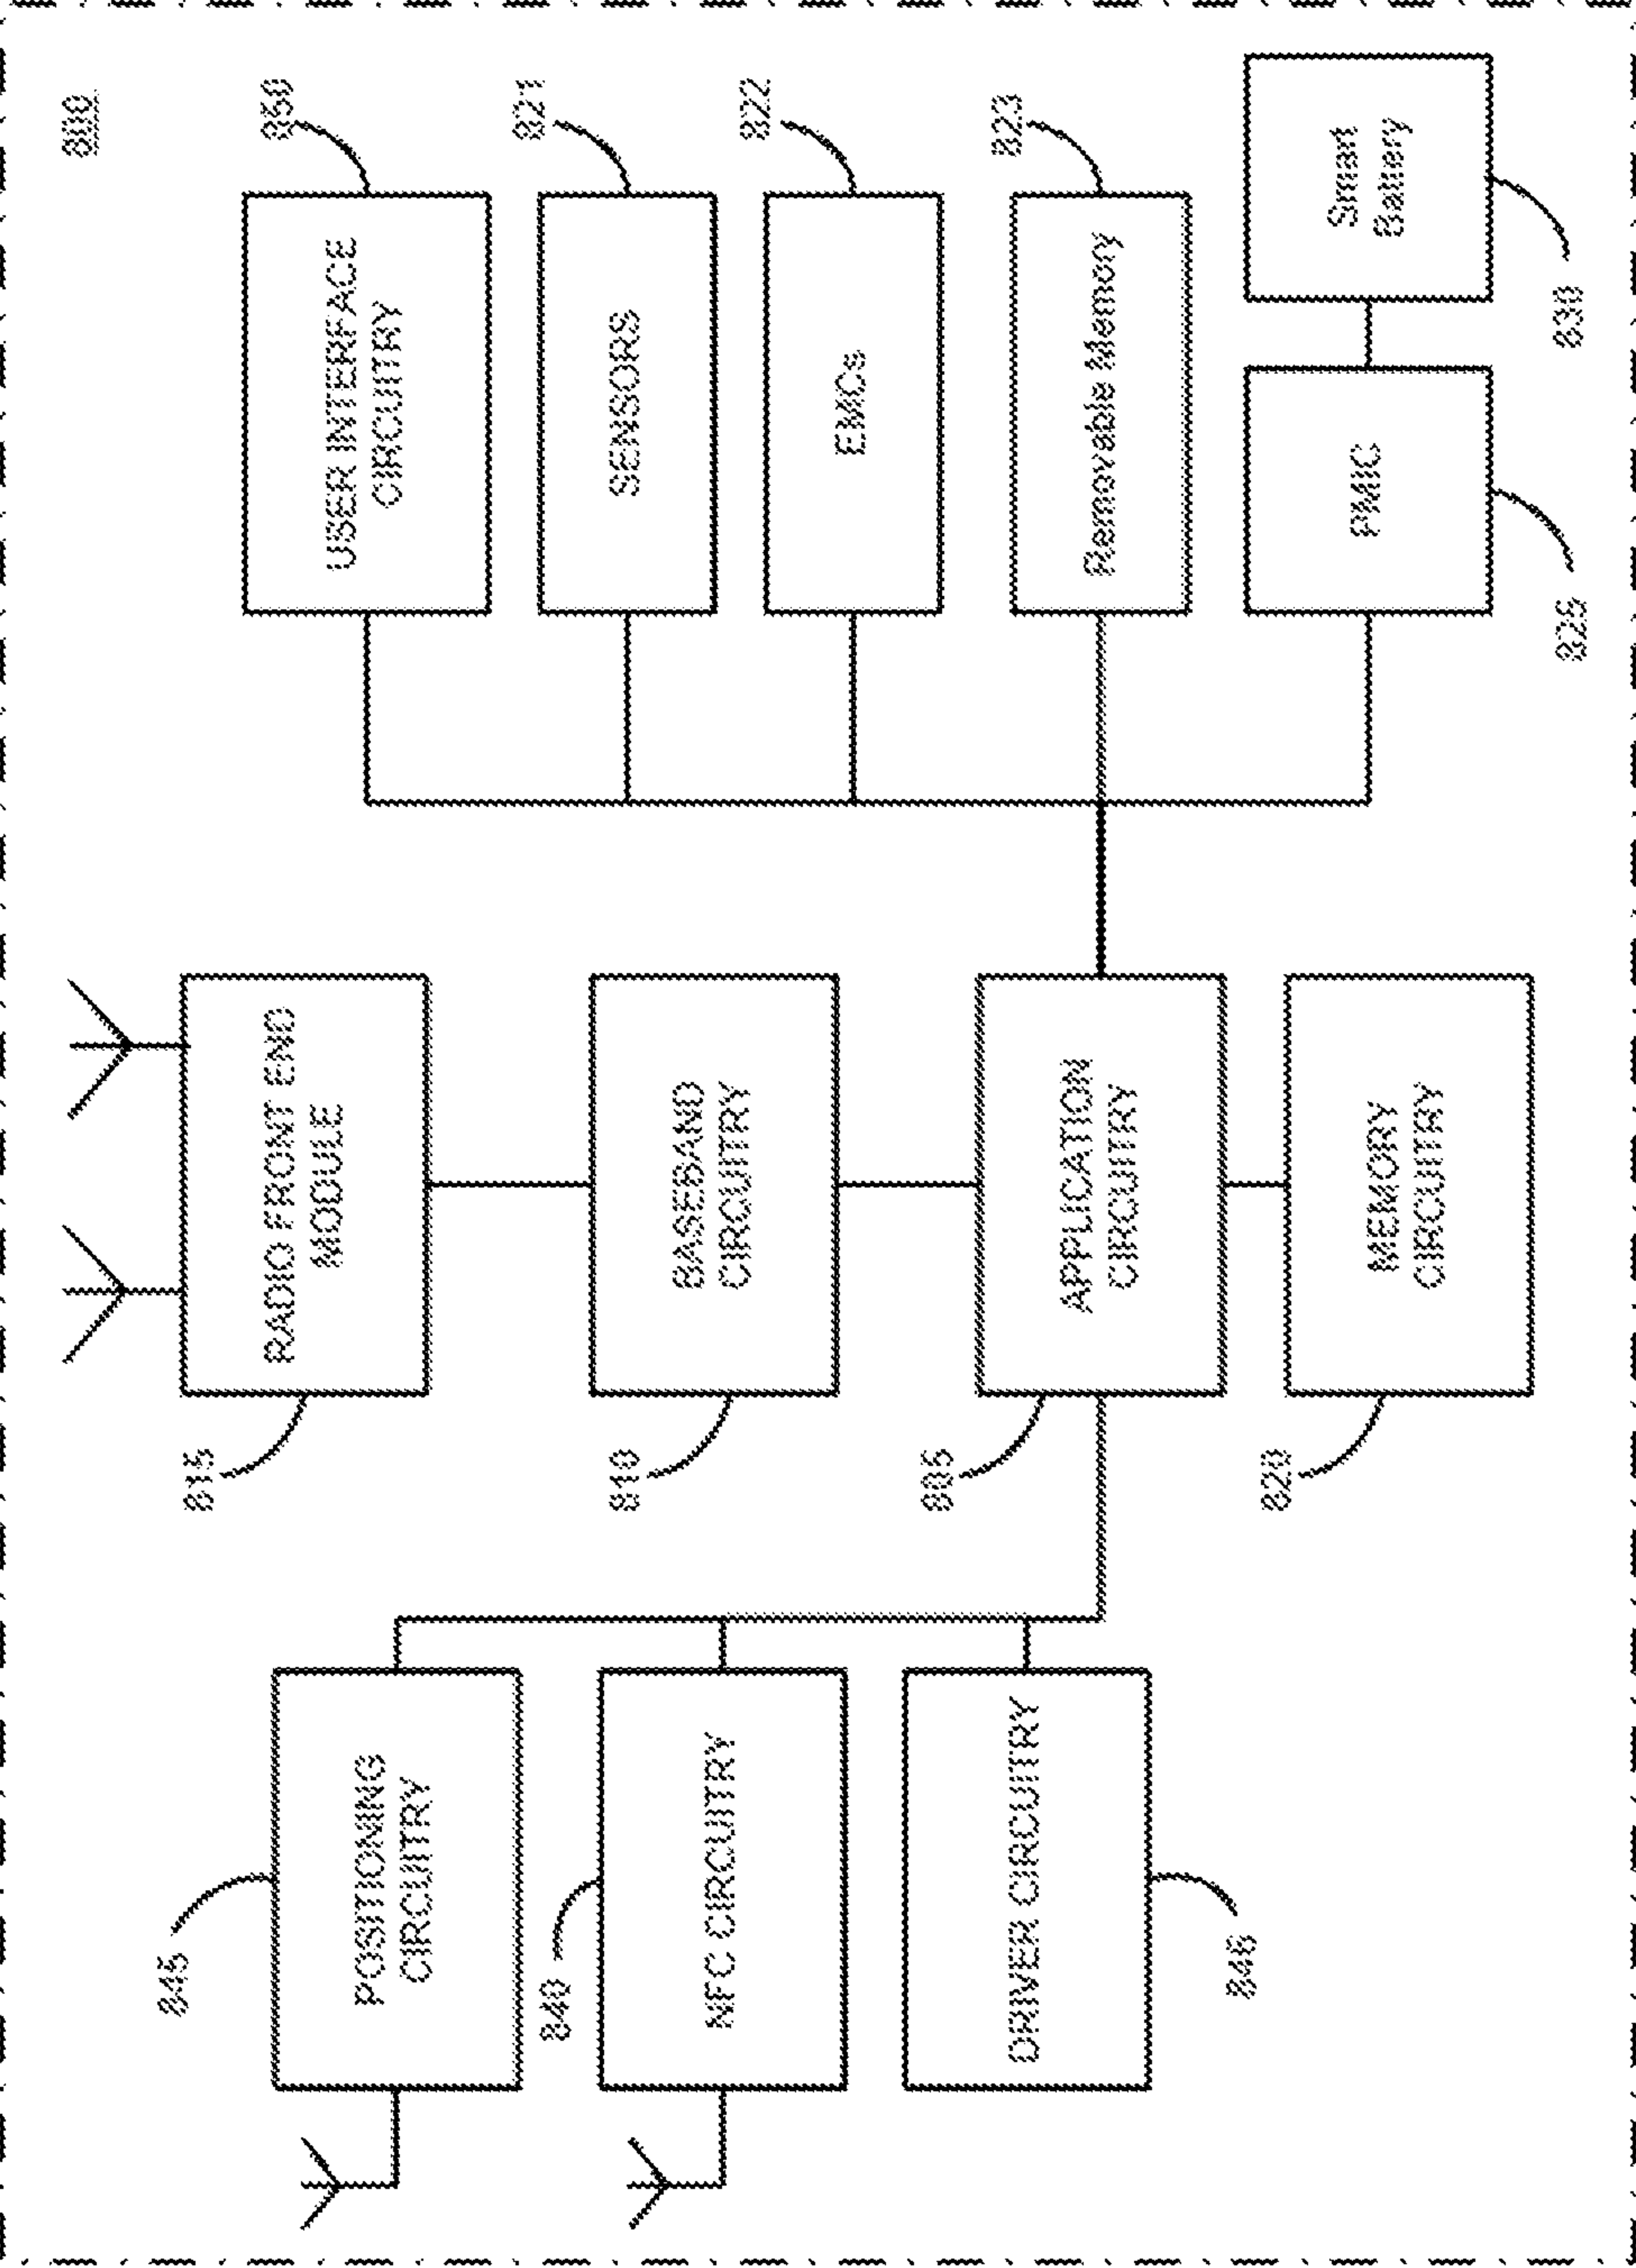 800
POSITIONING
CIRCUITRY
845
NFC CIRCUITRY
840
DRIVER CIRCUITRY
846
RADIO FRONT END
MODULE
815
BASEBAND
CIRCUITRY
810
APPLICATION
CIRCUITRY
805
MEMORY
CIRCUITRY
820
USER INTERFACE
CIRCUITRY
850
SENSORS
821
EMCs
822
Removable Memory
823
PMIC
825
Smart
Battery
830